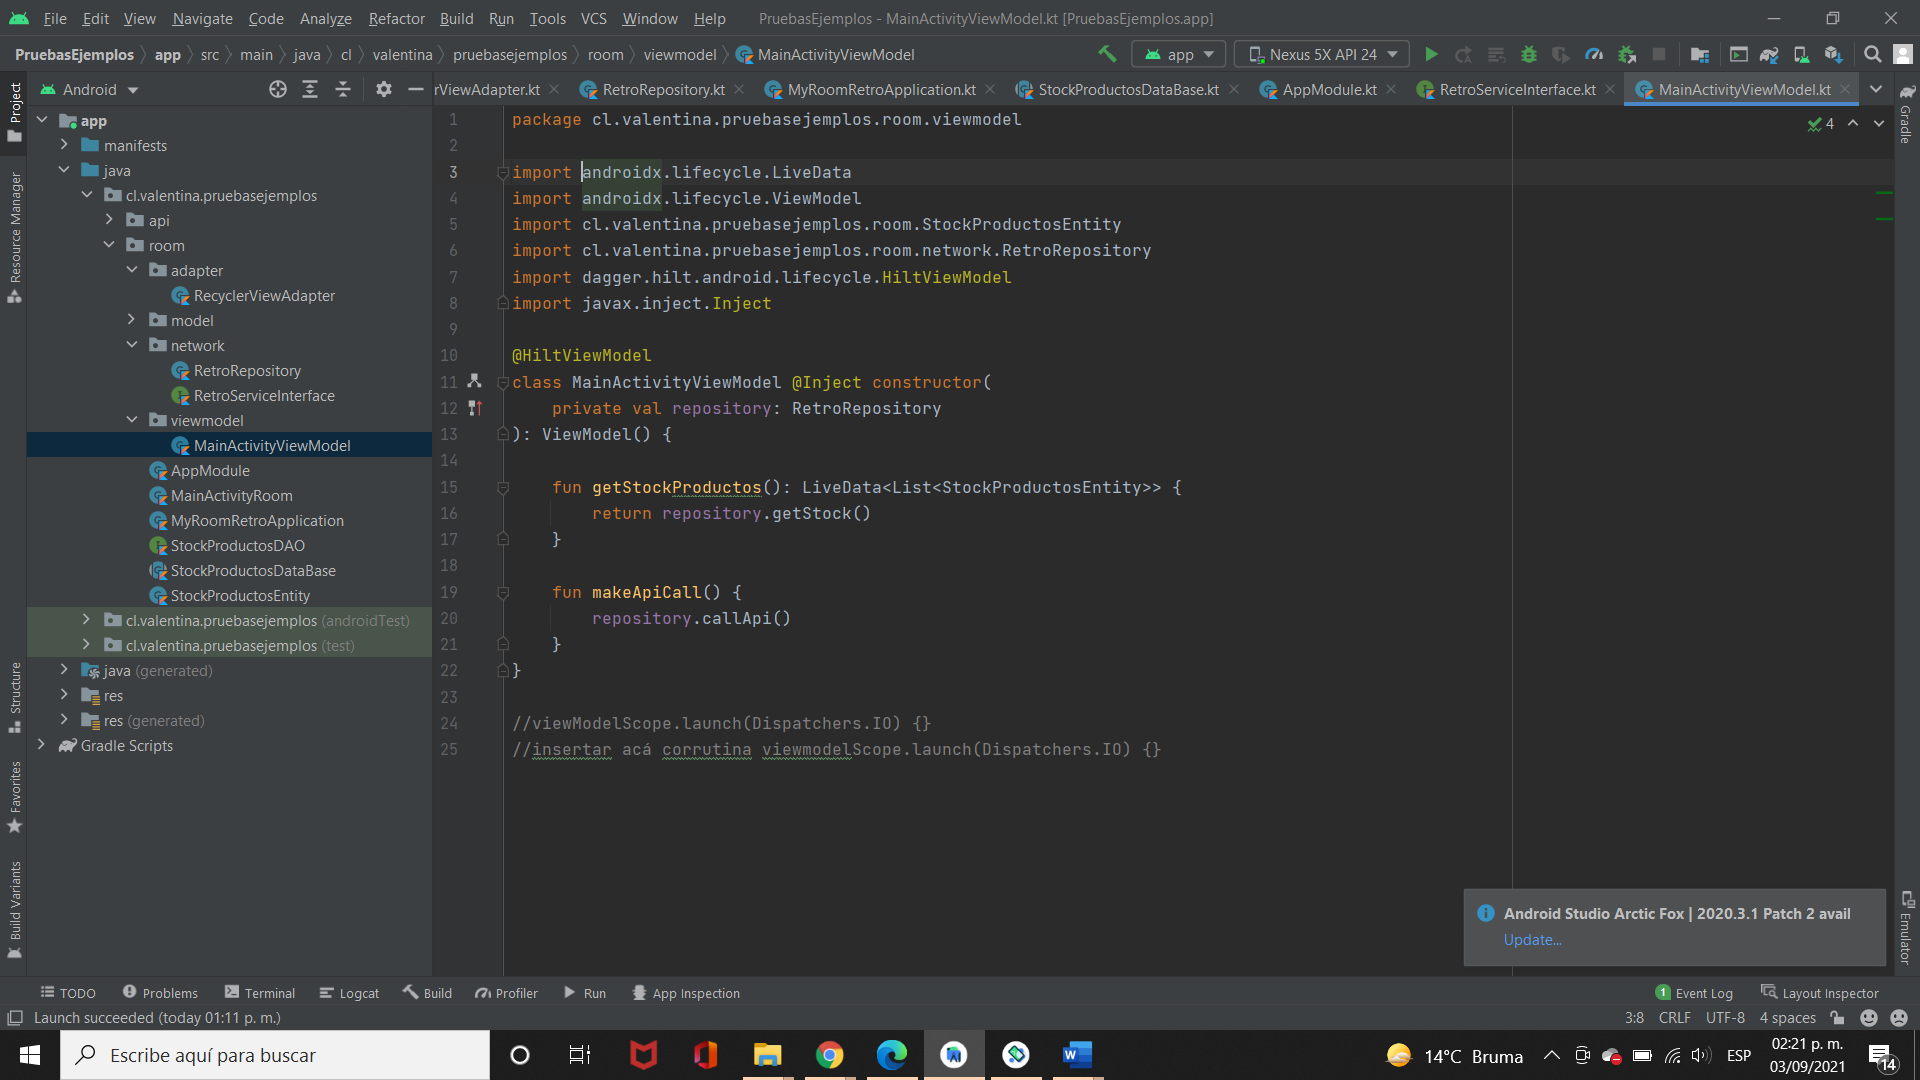 File Edit View Navigate Code Analyze Refactor Build Run Tools VCS Window Help PruebasEjemplos - MainActivityViewModel.kt [PruebasEjemplos.app]
PruebasEjemplos app src main java cl valentina pruebasejemplos room viewmodel MainActivityViewModel app Nexus 5X API 24
Android rViewAdapter.kt RetroRepository.kt MyRoomRetroApplication.kt StockProductosDataBase.kt AppModule.kt RetroServiceInterface.kt MainActivityViewModel.kt
Project
Resource Manager
Structure
Favorites
Build Variants
app
manifests
java
cl.valentina.pruebasejemplos
api
room
adapter
RecyclerViewAdapter
model
network
RetroRepository
RetroServiceInterface
viewmodel
MainActivityViewModel
AppModule
MainActivityRoom
MyRoomRetroApplication
StockProductosDAO
StockProductosDataBase
StockProductosEntity
cl.valentina.pruebasejemplos (androidTest)
cl.valentina.pruebasejemplos (test)
java (generated)
res
res (generated)
Gradle Scripts
1 package cl.valentina.pruebasejemplos.room.viewmodel
2
3 import androidx.lifecycle.LiveData
4 import androidx.lifecycle.ViewModel
5 import cl.valentina.pruebasejemplos.room.StockProductosEntity
6 import cl.valentina.pruebasejemplos.room.network.RetroRepository
7 import dagger.hilt.android.lifecycle.HiltViewModel
8 import javax.inject.Inject
9
10 @HiltViewModel
11 class MainActivityViewModel @Inject constructor(
12 private val repository: RetroRepository
13 ): ViewModel() {
14
15 fun getStockProductos(): LiveData<List<StockProductosEntity>> {
16 return repository.getStock()
17 }
18
19 fun makeApiCall() {
20 repository.callApi()
21 }
22 }
23
24 //viewModelScope.launch(Dispatchers.IO) {}
25 //insertar acá corrutina viewmodelScope.launch(Dispatchers.IO) {}
4
Gradle
Emulator
Android Studio Arctic Fox | 2020.3.1 Patch 2 avail
Update...
TODO Problems Terminal Logcat Build Profiler Run App Inspection 1 Event Log Layout Inspector
Launch succeeded (today 01:11 p. m.) 3:8 CRLF UTF-8 4 spaces
Escribe aquí para buscar 14°C Bruma ESP 02:21 p. m.
03/09/2021 14